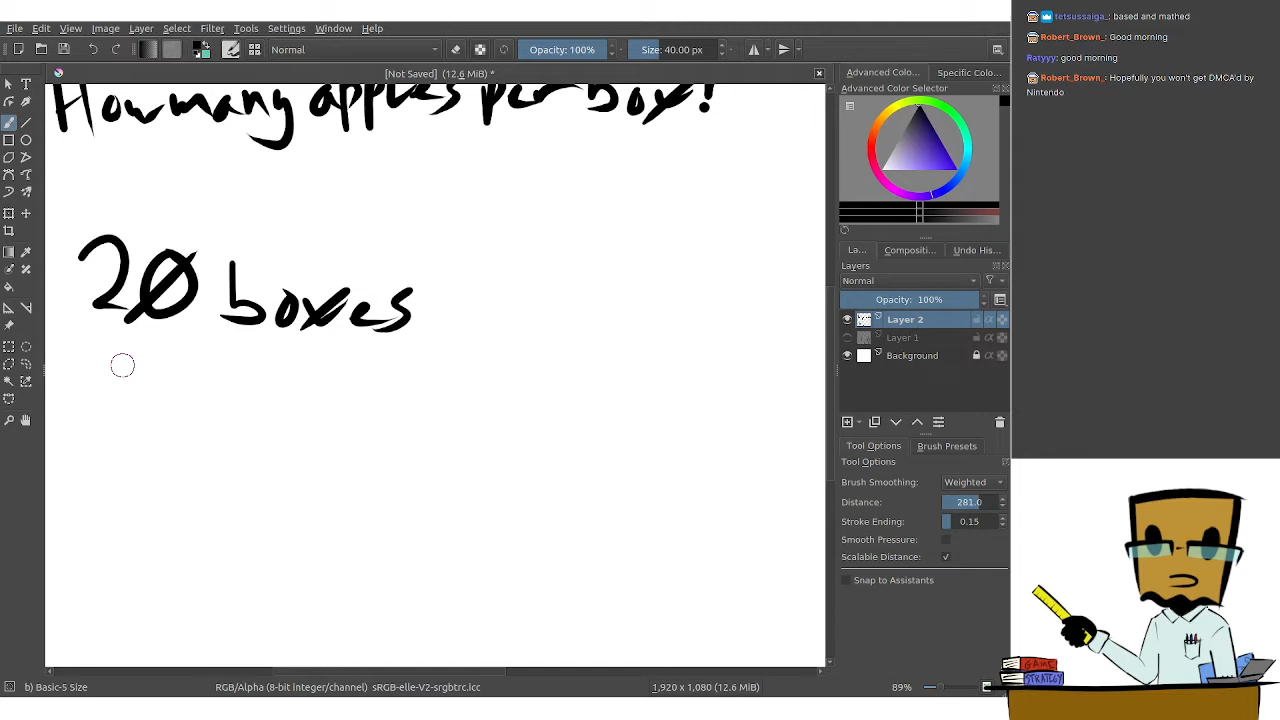 File Edit View Image Layer Select Filter Tools Settings Window Help
Normal
Opacity: 100%
Size: 40.00 px
[Not Saved] (12.6 MiB) *
How many apples per box?
20 boxes
Advanced Colo...
Specific Colo...
Advanced Color Selector
La...
Compositi...
Undo His...
Layers
Normal
Opacity: 100%
Layer 2
Layer 1
Background
Tool Options
Brush Presets
Tool Options
Brush Smoothing: Weighted
Distance: 281.0
Stroke Ending: 0.15
Smooth Pressure:
Scalable Distance: ✓
Snap to Assistants
b) Basic-5 Size
RGB/Alpha (8-bit integer/channel) sRGB-elle-V2-srgbtrc.icc
1,920 x 1,080 (12.6 MiB)
89%
tetsussaiga_: based and mathed
Robert_Brown_: Good morning
Ratyyy: good morning
Robert_Brown_: Hopefully you won't get DMCA'd by
Nintendo
GAME
STRATEGY